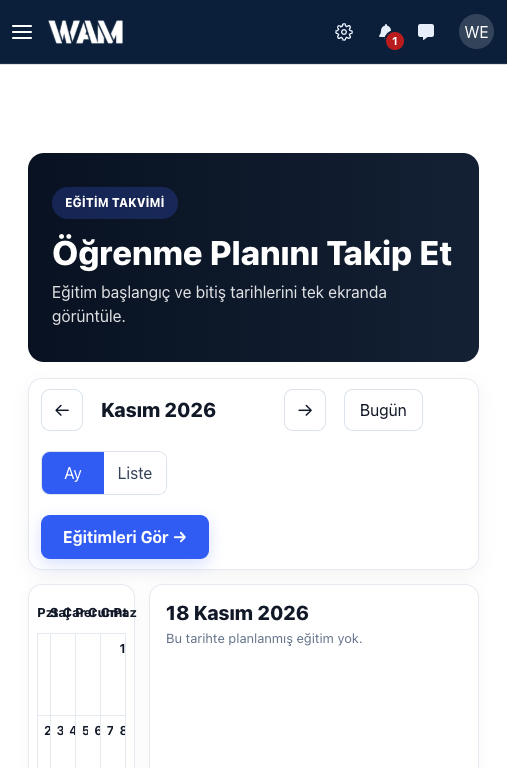 WAM
1
WE
EĞİTİM TAKVİMİ
Öğrenme Planını Takip Et
Eğitim başlangıç ve bitiş tarihlerini tek ekranda
görüntüle.
← Kasım 2026 → Bugün
Ay Liste
Eğitimleri Gör →
Paz
1
2 3 4 5 6 7 8
18 Kasım 2026
Bu tarihte planlanmış eğitim yok.